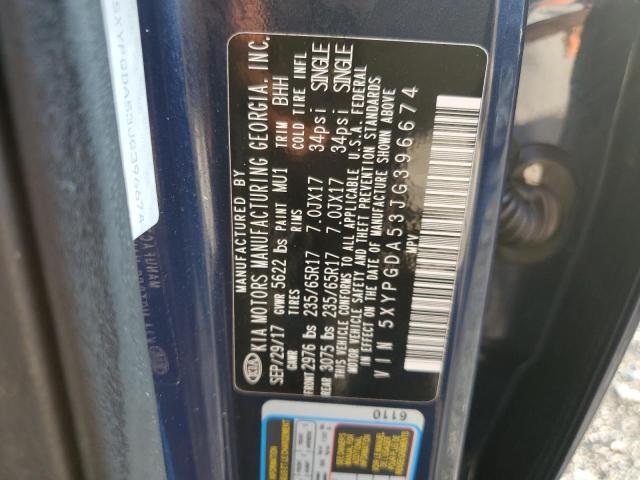 KIA MOTORS MANUFACTURING GEORGIA, INC.
SEP/29/17 GVWR 5622 lbs PAINT MU1 TRIM BHH
GAWR TIRES RIMS COLD TIRE INFL
FRONT 2976 lbs 235/65R17 7.0JX17 34psi SINGLE
REAR 3075 lbs 235/65R17 7.0JX17 34psi SINGLE
THIS VEHICLE CONFORMS TO ALL APPLICABLE U.S.A. FEDERAL
MOTOR VEHICLE SAFETY AND THEFT PREVENTION STANDARDS
IN EFFECT ON THE DATE OF MANUFACTURE SHOWN ABOVE
VIN 5XYPGDA53JG396674
MPV
6110